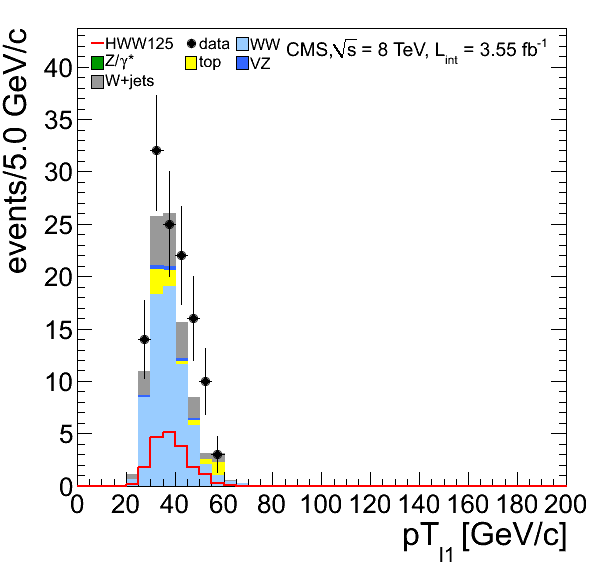 HWW125 data WW CMS,√s = 8 TeV, L_int = 3.55 fb⁻¹
Z/γ* top VZ
W+jets
events/5.0 GeV/c
40
35
30
25
20
15
10
5
0
0 20 40 60 80 100 120 140 160 180 200
pT_l1 [GeV/c]